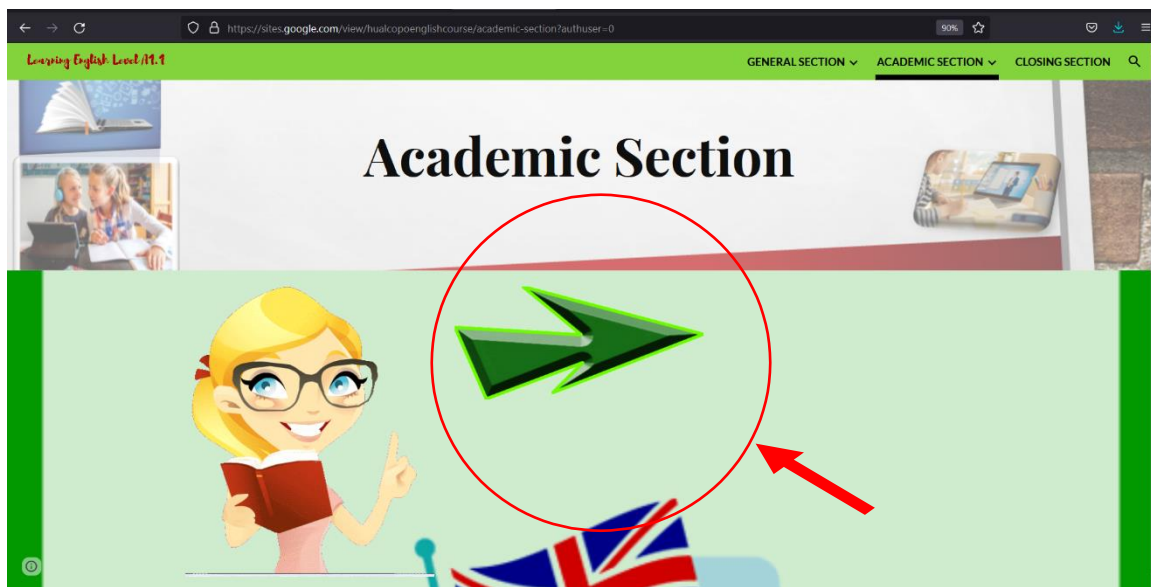 https://sites.google.com/view/hualcopoenglishcourse/academic-section?authuser=0
90%
Learning English Level A1.1
GENERAL SECTION
ACADEMIC SECTION
CLOSING SECTION
Academic Section